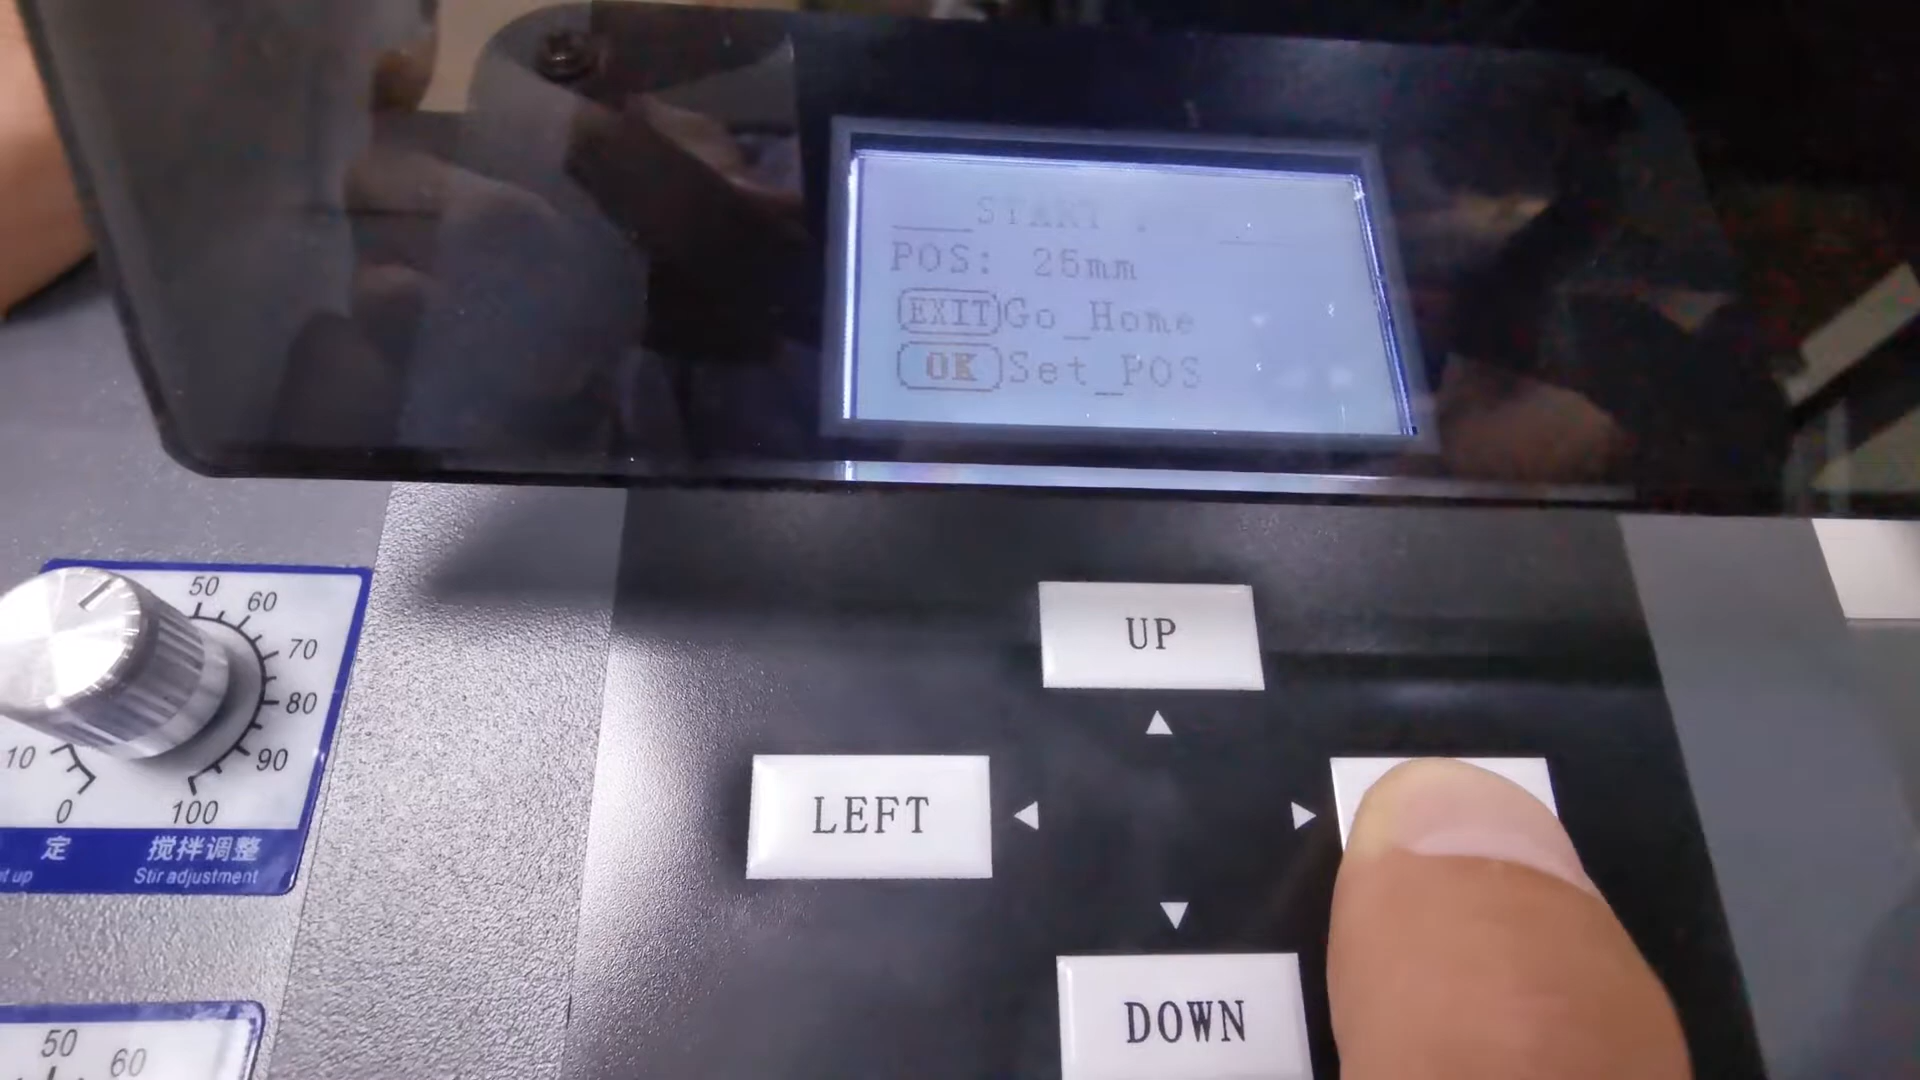 START
POS: 25mm
EXIT Go_Home
OK Set_POS
UP
LEFT
DOWN
50
60
70
80
90
100
0
10
定 搅拌调整
up Stir adjustment
50
60